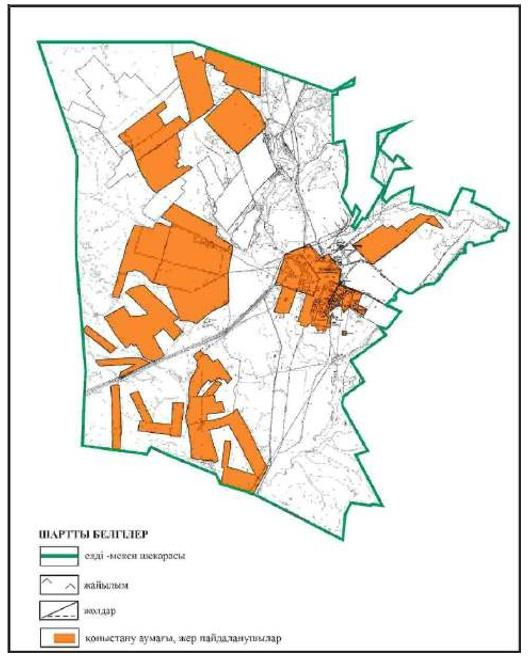 ШАРТТЫ БЕЛГІЛЕР
елді -мекен шекарасы
жайылым
жолдар
қоныстану аумағы, жер пайдаланушылар